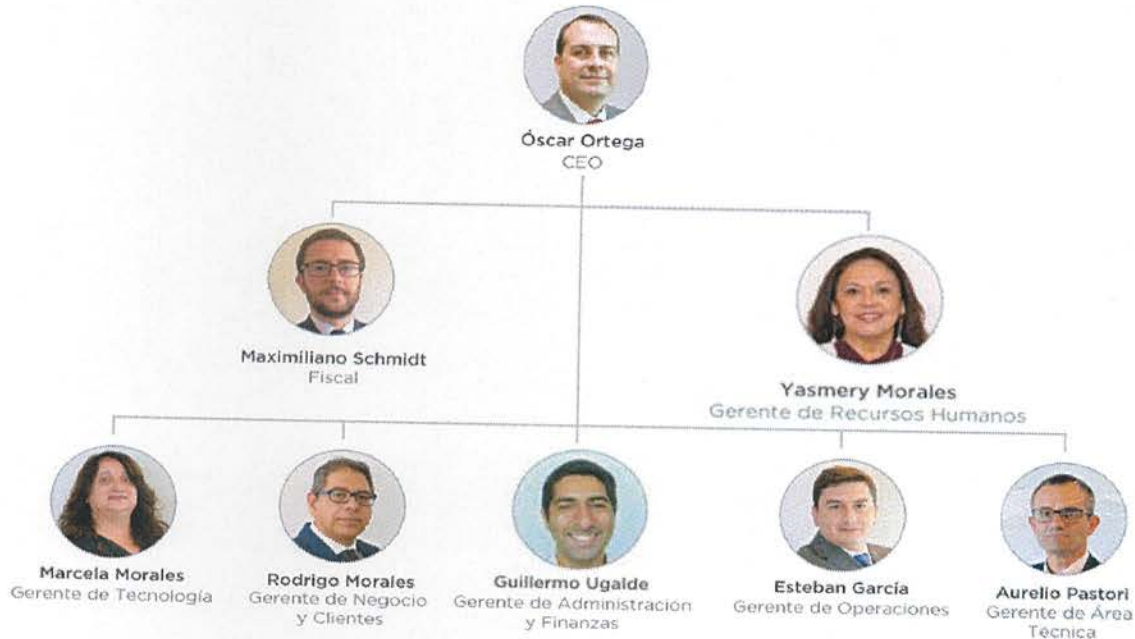 Óscar Ortega
CEO
Maximiliano Schmidt
Fiscal
Yasmery Morales
Gerente de Recursos Humanos
Marcela Morales
Gerente de Tecnología
Rodrigo Morales
Gerente de Negocio
y Clientes
Guillermo Ugalde
Gerente de Administración
y Finanzas
Esteban García
Gerente de Operaciones
Aurelio Pastori
Gerente de Área
Técnica